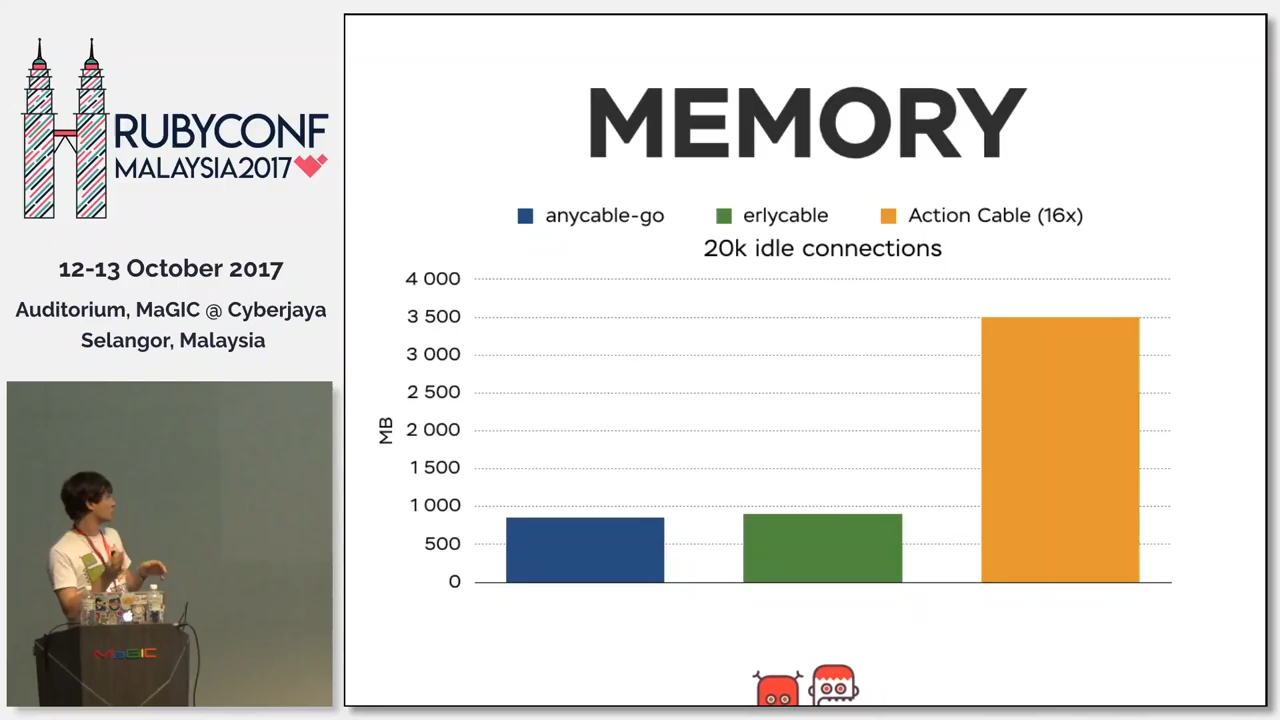 RUBYCONF
MALAYSIA2017
12-13 October 2017
Auditorium, MaGIC @ Cyberjaya
Selangor, Malaysia
MaGIC
MEMORY
anycable-go erlycable Action Cable (16x)
20k idle connections
4 000
3 500
3 000
2 500
2 000
1 500
1 000
500
0
MB